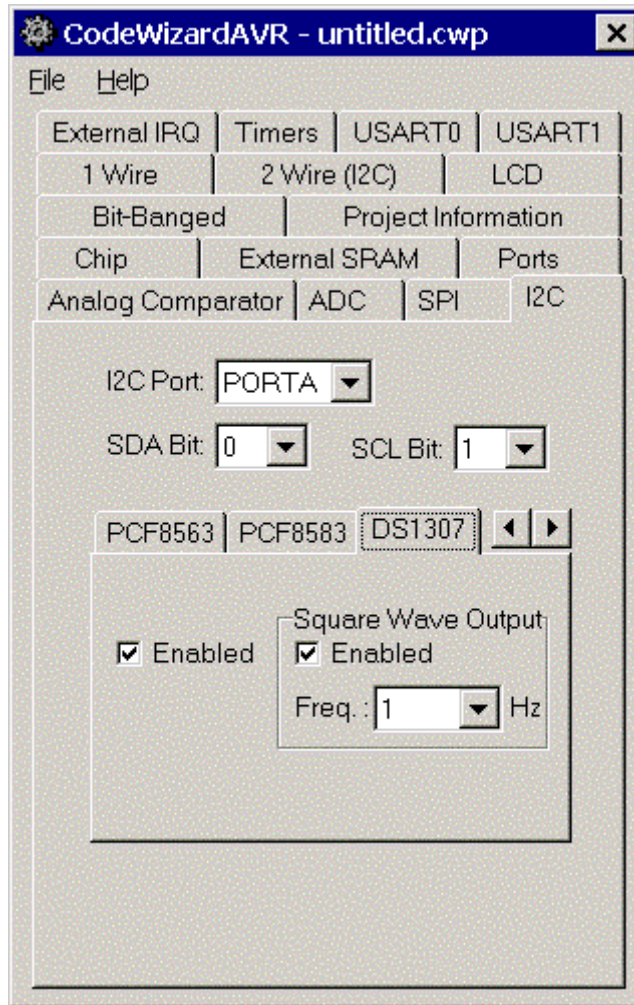 CodeWizardAVR - untitled.cwp
File Help
External IRQ Timers USART0 USART1
1 Wire 2 Wire (I2C) LCD
Bit-Banged Project Information
Chip External SRAM Ports
Analog Comparator ADC SPI I2C
I2C Port: PORTA
SDA Bit: 0 SCL Bit: 1
PCF8563 PCF8583 DS1307
Square Wave Output
Enabled Enabled
Freq. : 1 Hz